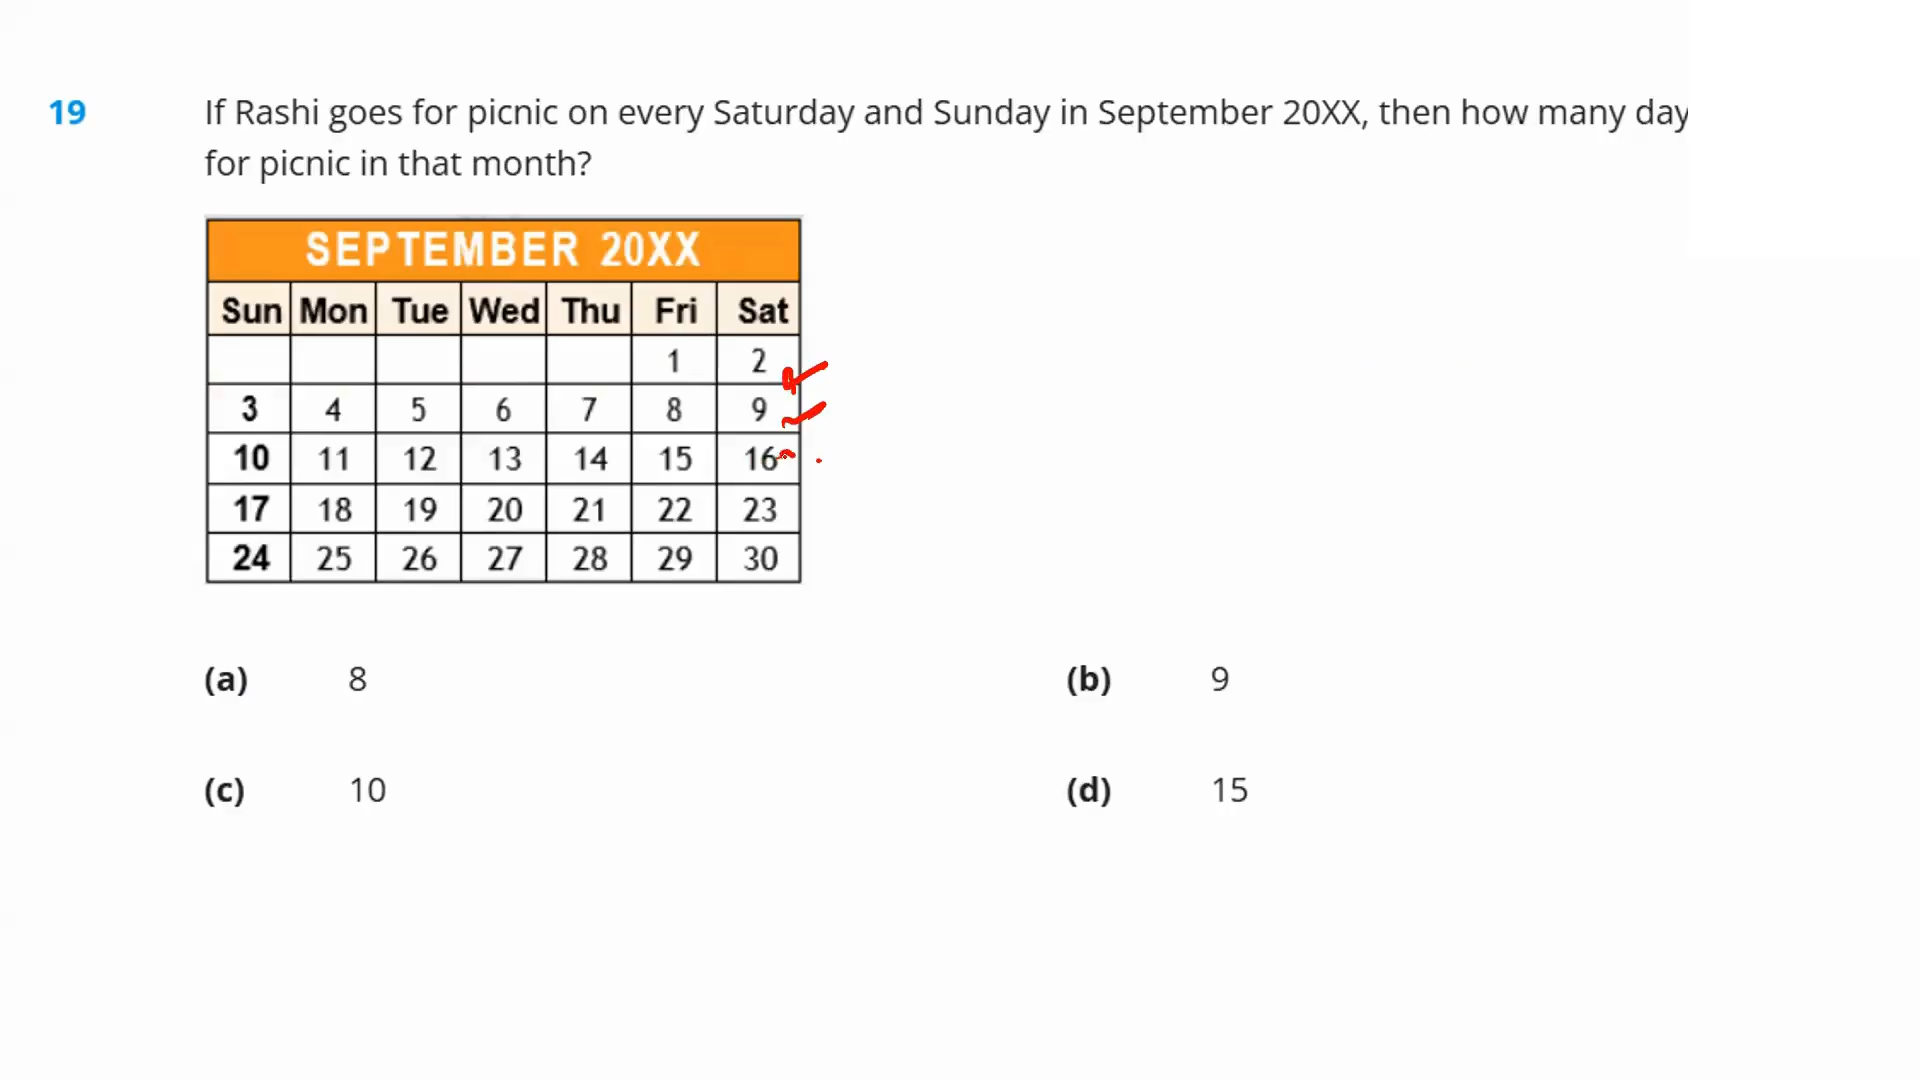 19 If Rashi goes for picnic on every Saturday and Sunday in September 20XX, then how many day
for picnic in that month?
SEPTEMBER 20XX
Sun Mon Tue Wed Thu Fri Sat
1 2
3 4 5 6 7 8 9
10 11 12 13 14 15 16
17 18 19 20 21 22 23
24 25 26 27 28 29 30
(a) 8 (b) 9
(c) 10 (d) 15